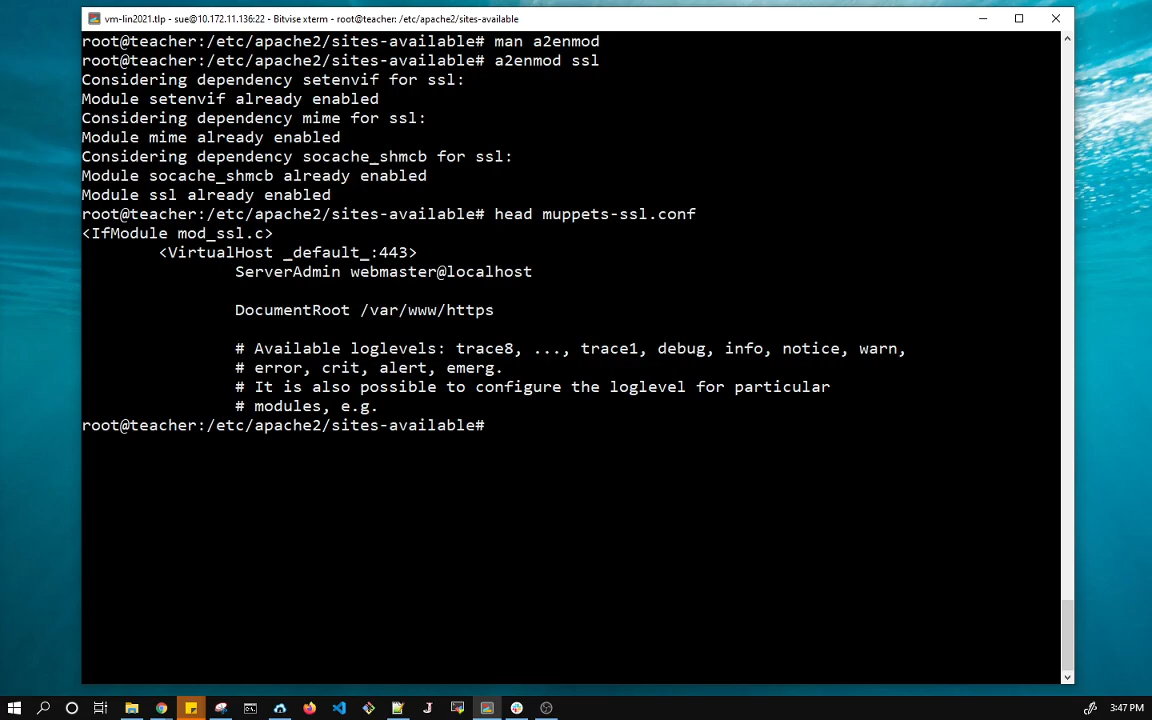 vm-lin2021.tlp - sue@10.172.11.136:22 - Bitvise xterm - root@teacher: /etc/apache2/sites-available
root@teacher:/etc/apache2/sites-available# man a2enmod
root@teacher:/etc/apache2/sites-available# a2enmod ssl
Considering dependency setenvif for ssl:
Module setenvif already enabled
Considering dependency mime for ssl:
Module mime already enabled
Considering dependency socache_shmcb for ssl:
Module socache_shmcb already enabled
Module ssl already enabled
root@teacher:/etc/apache2/sites-available# head muppets-ssl.conf
<IfModule mod_ssl.c>
<VirtualHost _default_:443>
ServerAdmin webmaster@localhost
DocumentRoot /var/www/https
# Available loglevels: trace8, ..., trace1, debug, info, notice, warn,
# error, crit, alert, emerg.
# It is also possible to configure the loglevel for particular
# modules, e.g.
root@teacher:/etc/apache2/sites-available#
3:47 PM